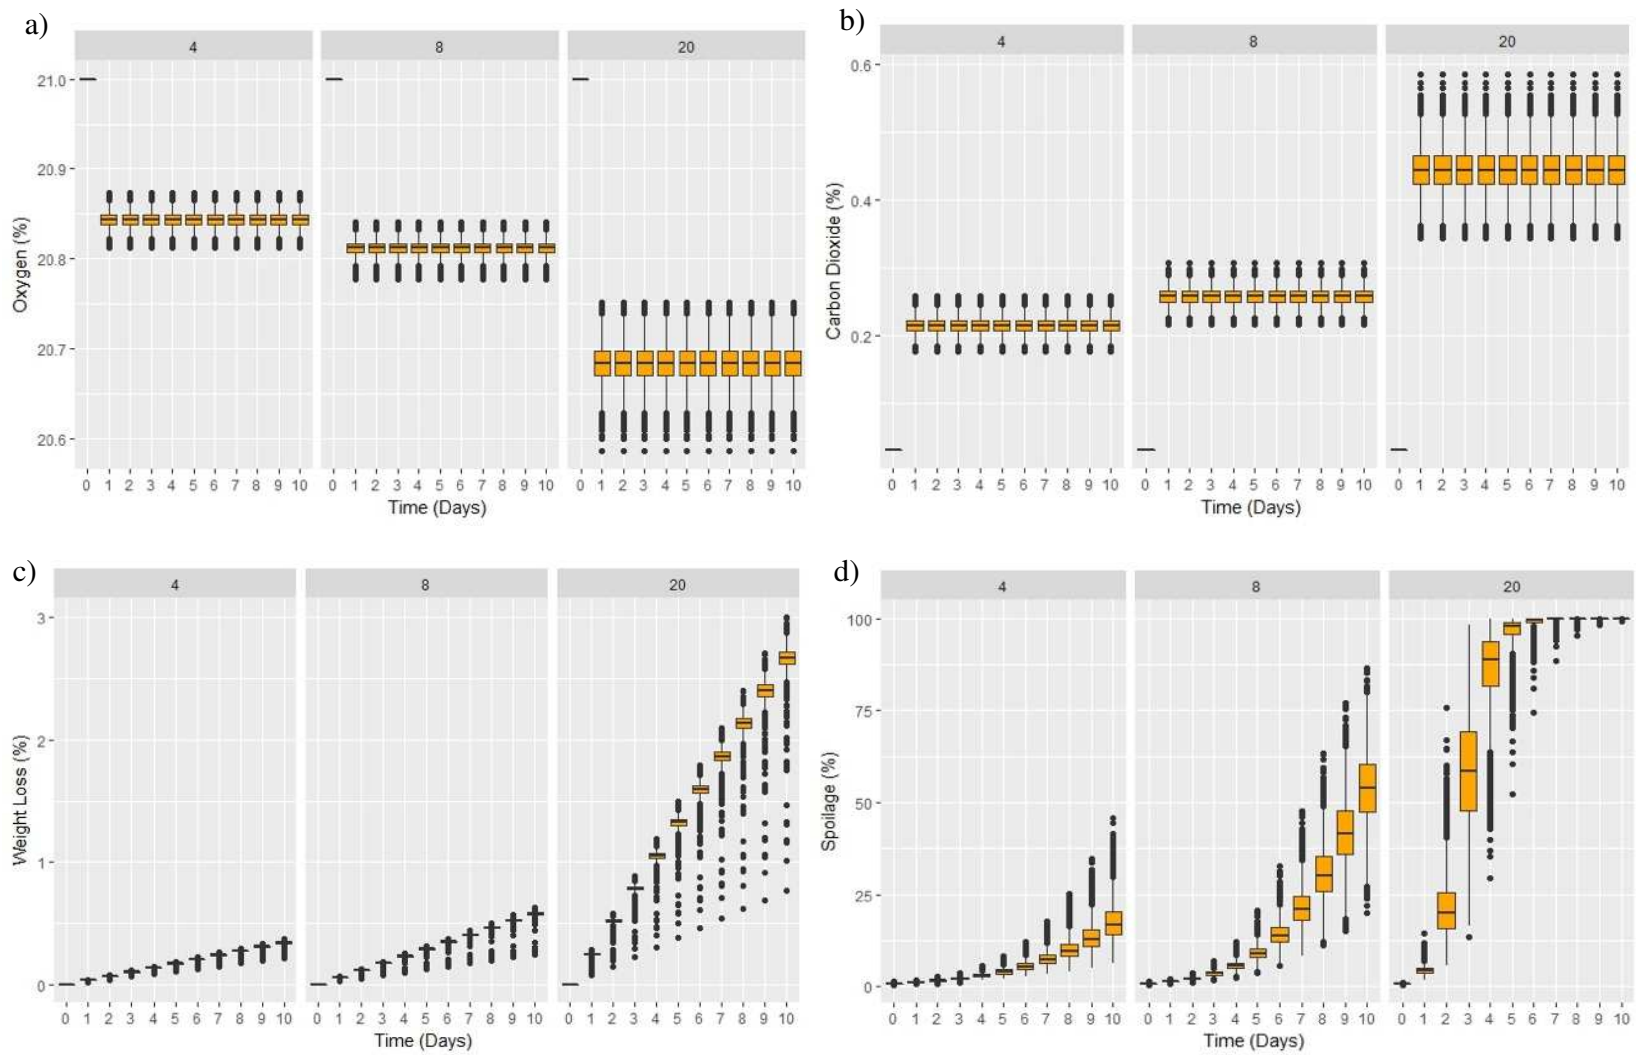 a)
4 8 20
21.0
20.9
20.8
20.7
20.6
Oxygen (%)
0 1 2 3 4 5 6 7 8 9 10 0 1 2 3 4 5 6 7 8 9 10 0 1 2 3 4 5 6 7 8 9 10
Time (Days)
b)
4 8 20
0.6
0.4
0.2
Carbon Dioxide (%)
0 1 2 3 4 5 6 7 8 9 10 0 1 2 3 4 5 6 7 8 9 10 0 1 2 3 4 5 6 7 8 9 10
Time (Days)
c)
4 8 20
3
2
1
0
Weight Loss (%)
0 1 2 3 4 5 6 7 8 9 10 0 1 2 3 4 5 6 7 8 9 10 0 1 2 3 4 5 6 7 8 9 10
Time (Days)
d)
4 8 20
100
75
50
25
0
Spoilage (%)
0 1 2 3 4 5 6 7 8 9 10 0 1 2 3 4 5 6 7 8 9 10 0 1 2 3 4 5 6 7 8 9 10
Time (Days)